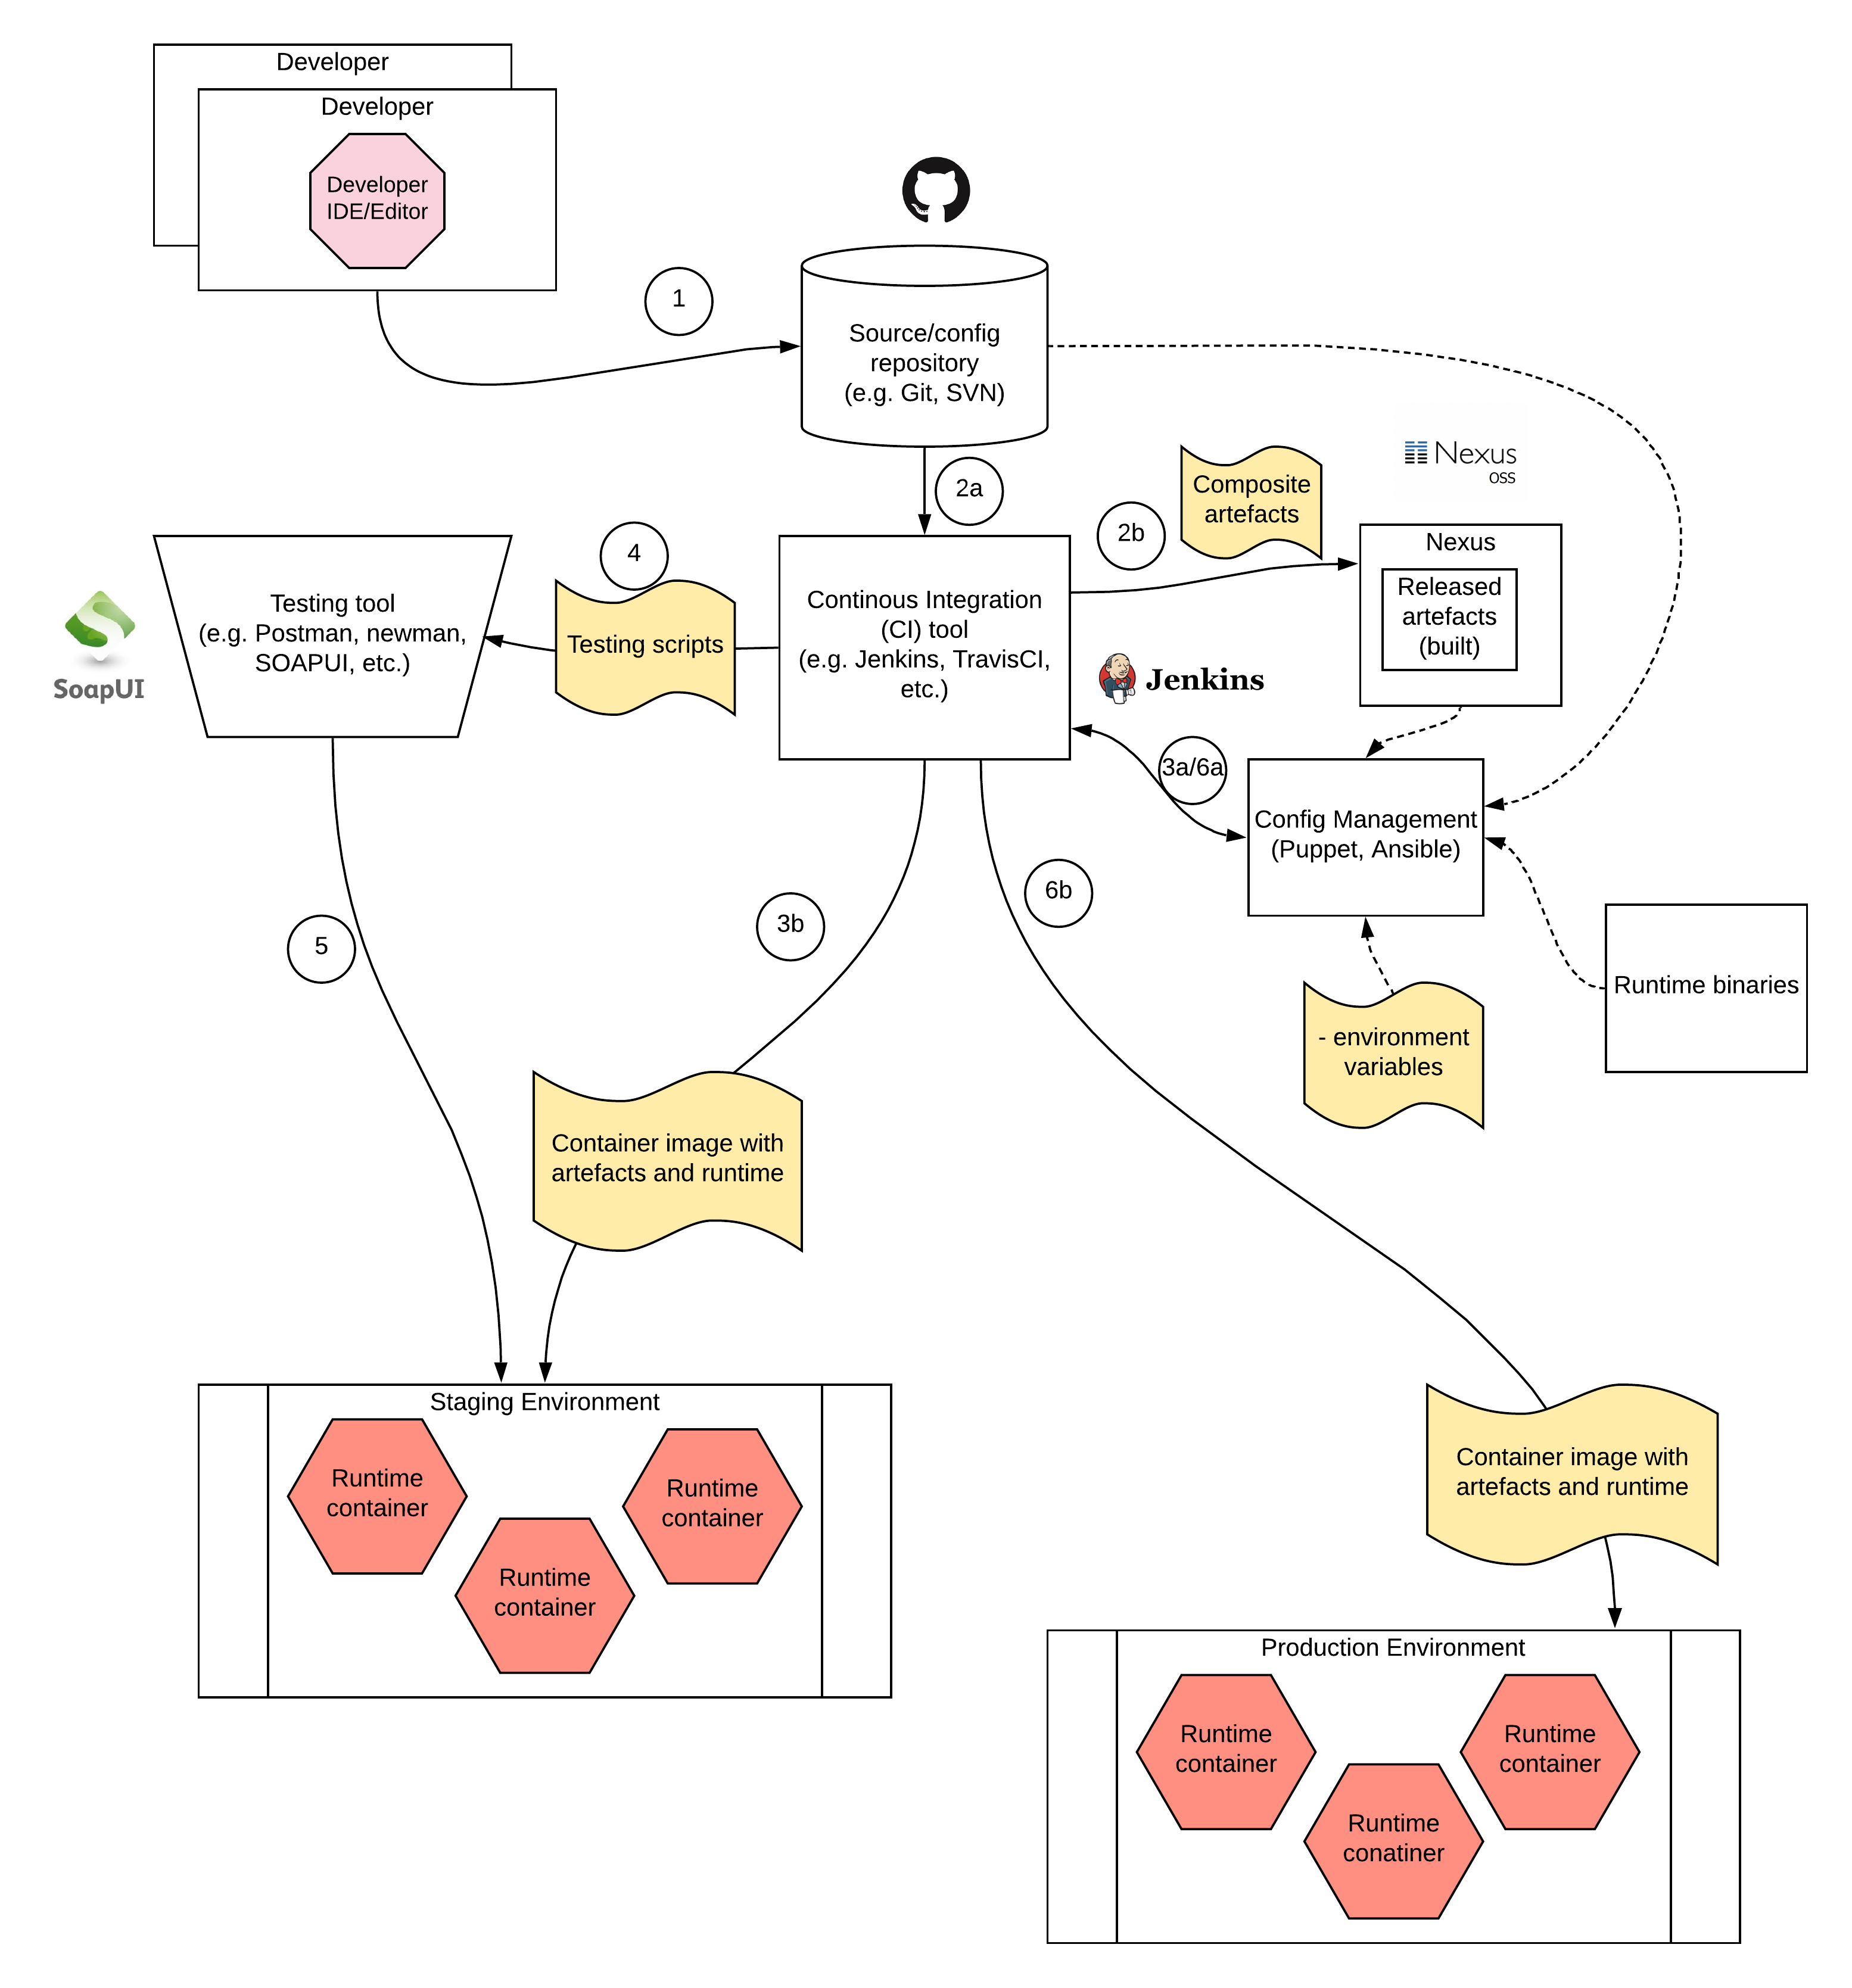 Developer
Developer
Developer
IDE/Editor
1
Source/config
repository
(e.g. Git, SVN)
2a
2b
Composite
artefacts
Nexus
OSS
Nexus
Released
artefacts
(built)
4
Testing tool
(e.g. Postman, newman,
SOAPUI, etc.)
SoapUI
Testing scripts
Continous Integration
(CI) tool
(e.g. Jenkins, TravisCI,
etc.)
Jenkins
3a/6a
Config Management
(Puppet, Ansible)
5
3b
6b
Runtime binaries
- environment
variables
Container image with
artefacts and runtime
Staging Environment
Runtime
container
Runtime
container
Runtime
container
Container image with
artefacts and runtime
Production Environment
Runtime
container
Runtime
container
Runtime
conatiner